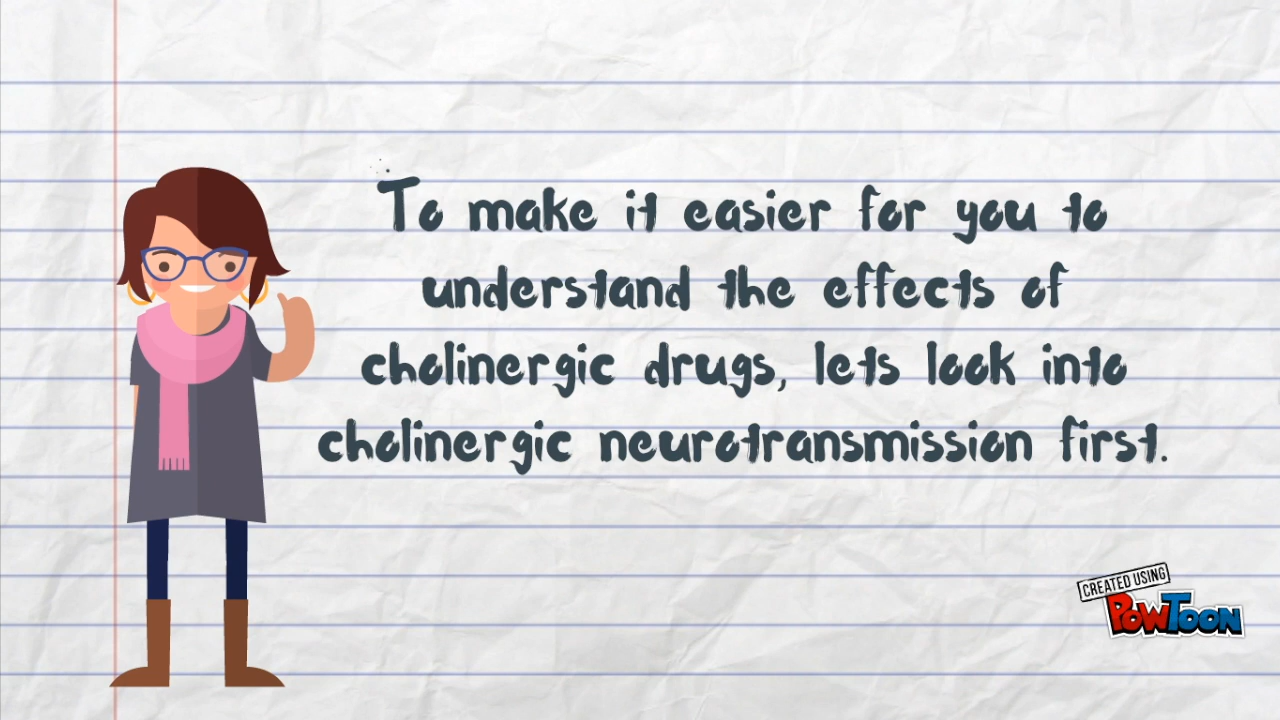 To make it easier for you to
understand the effects of
cholinergic drugs, lets look into
cholinergic neurotransmission first.
CREATED USING
POWTOON